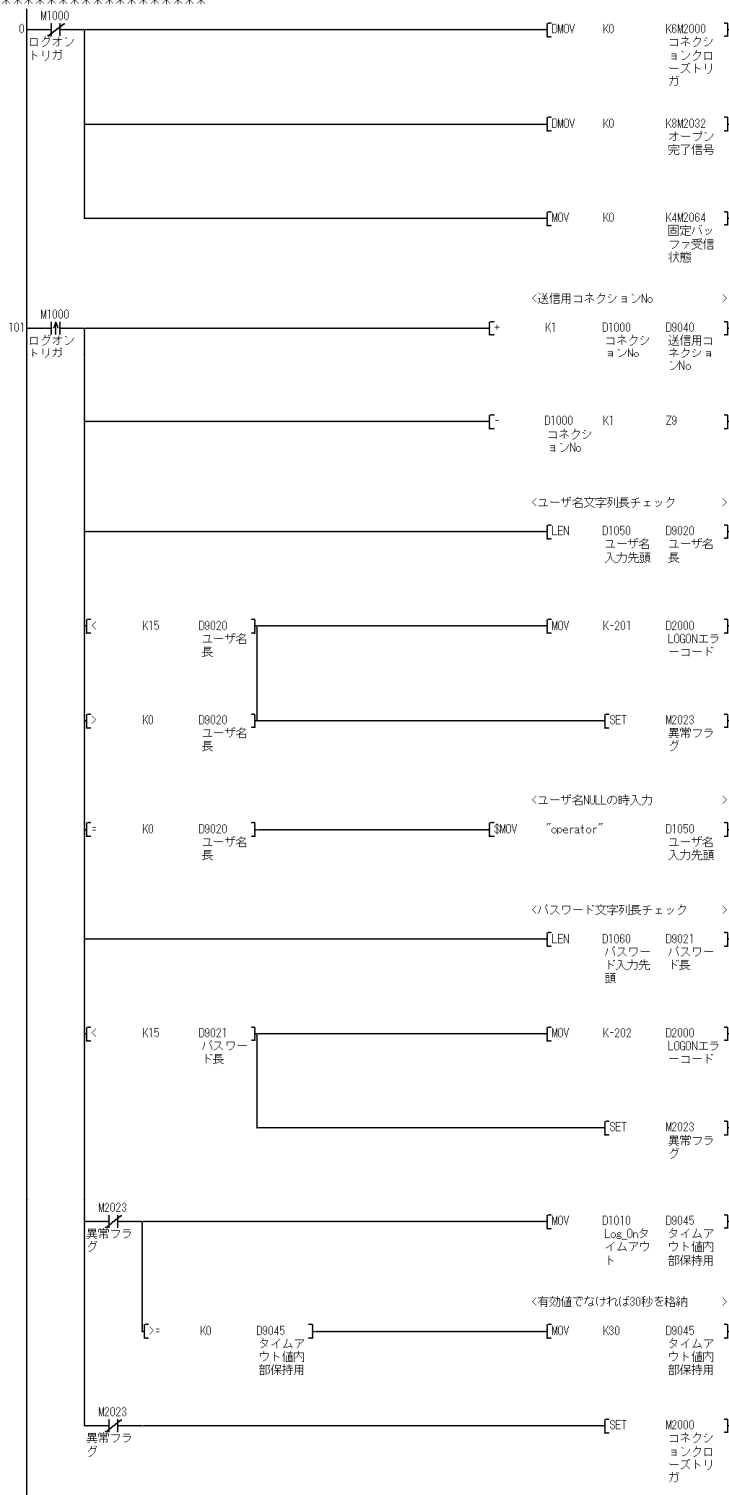 *****************
M1000
0
ログオン
トリガ
DMOV K0 K6M2000
コネクシ
ョンクロ
ーズトリ
ガ
DMOV K0 K8M2032
オープン
完了信号
MOV K0 K4M2064
固定バッ
ファ受信
状態
<送信用コネクションNo >
M1000
101
ログオン
トリガ
+ K1 D1000 D9040
コネクシ 送信用コ
ョンNo ネクショ
ンNo
- D1000 K1 Z9
コネクシ
ョンNo
<ユーザ名文字列長チェック >
LEN D1050 D9020
ユーザ名 ユーザ名
入力先頭 長
< K15 D9020
ユーザ名
長
MOV K-201 D2000
LOGONエラ
ーコード
> K0 D9020
ユーザ名
長
SET M2023
異常フラ
グ
<ユーザ名NULLの時入力 >
= K0 D9020
ユーザ名
長
$MOV "operator" D1050
ユーザ名
入力先頭
<パスワード文字列長チェック >
LEN D1060 D9021
パスワー パスワー
ド入力先 ド長
頭
< K15 D9021
パスワー
ド長
MOV K-202 D2000
LOGONエラ
ーコード
SET M2023
異常フラ
グ
M2023
異常フラ
グ
MOV D1010 D9045
Log_Onタ タイムア
イムアウ ウト値内
ト 部保持用
<有効値でなければ30秒を格納 >
>= K0 D9045
タイムア
ウト値内
部保持用
MOV K30 D9045
タイムア
ウト値内
部保持用
M2023
異常フラ
グ
SET M2000
コネクシ
ョンクロ
ーズトリ
ガ